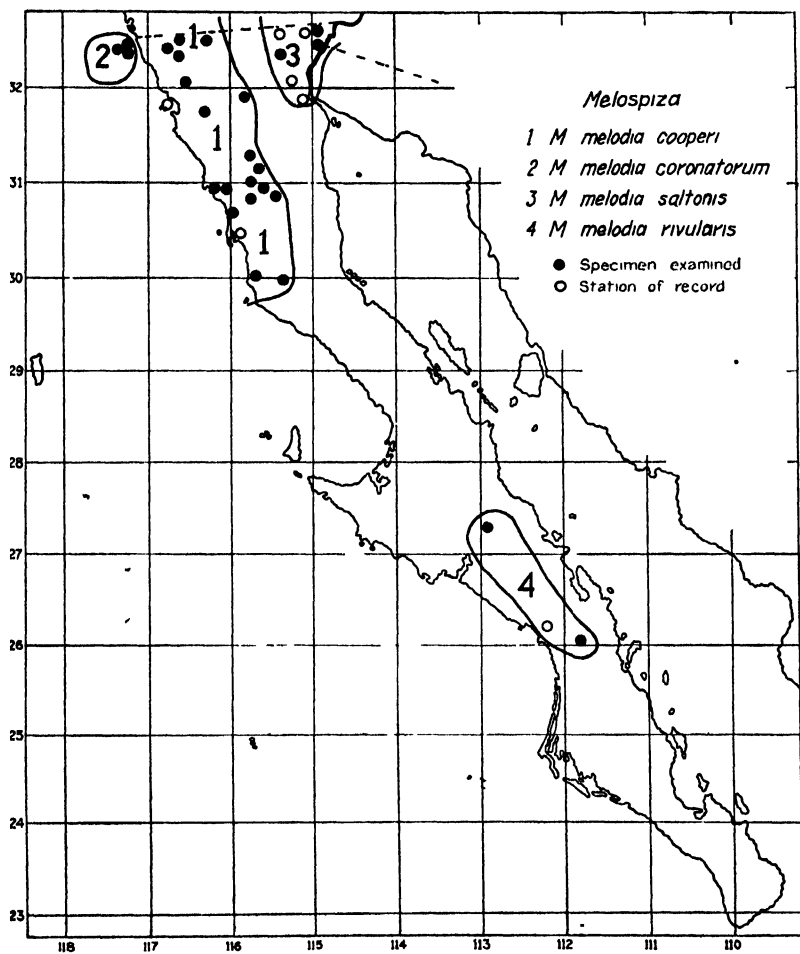 Melospiza
1 M melodia cooperi
2 M melodia coronatorum
3 M melodia saltonis
4 M melodia rivularis
● Specimen examined
○ Station of record
2
1
3
1
1
4
32
31
30
29
28
27
26
25
24
23
118 117 116 115 114 113 112 111 110